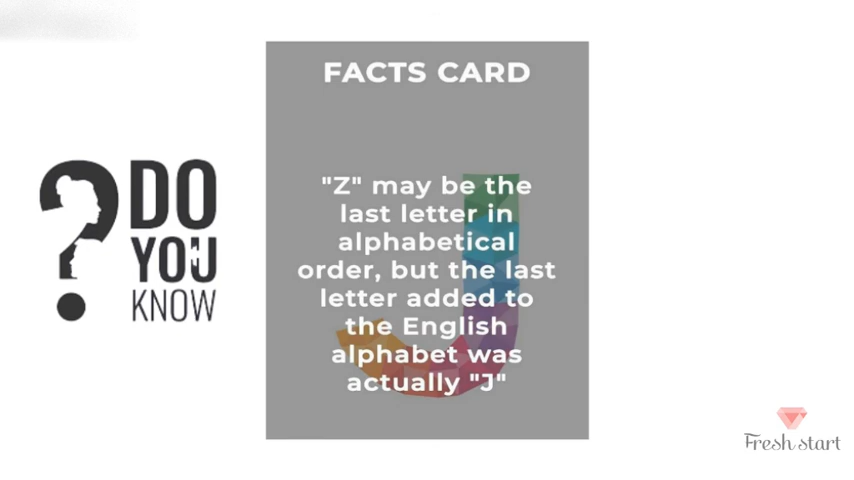 FACTS CARD
DO
YOU
KNOW
"Z" may be the
last letter in
alphabetical
order, but the last
letter added to
the English
alphabet was
actually "J"
Fresh start